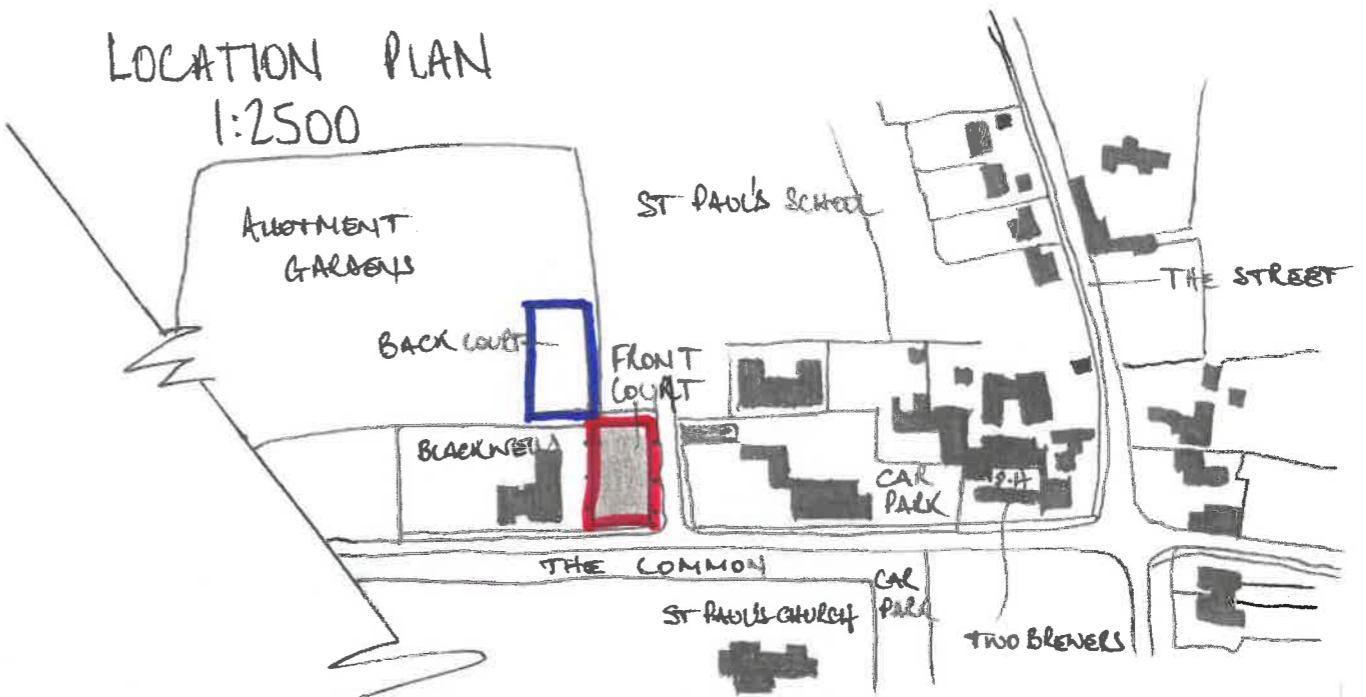 LOCATION PLAN
1:2500
ALLOTMENT
GARDENS
ST PAUL'S SCHOOL
THE STREET
BACK COURT
FRONT
COURT
BLACKWELL
CAR
PARK
P.H
THE COMMON
CAR
PARK
ST PAUL'S CHURCH
TWO BREWERS